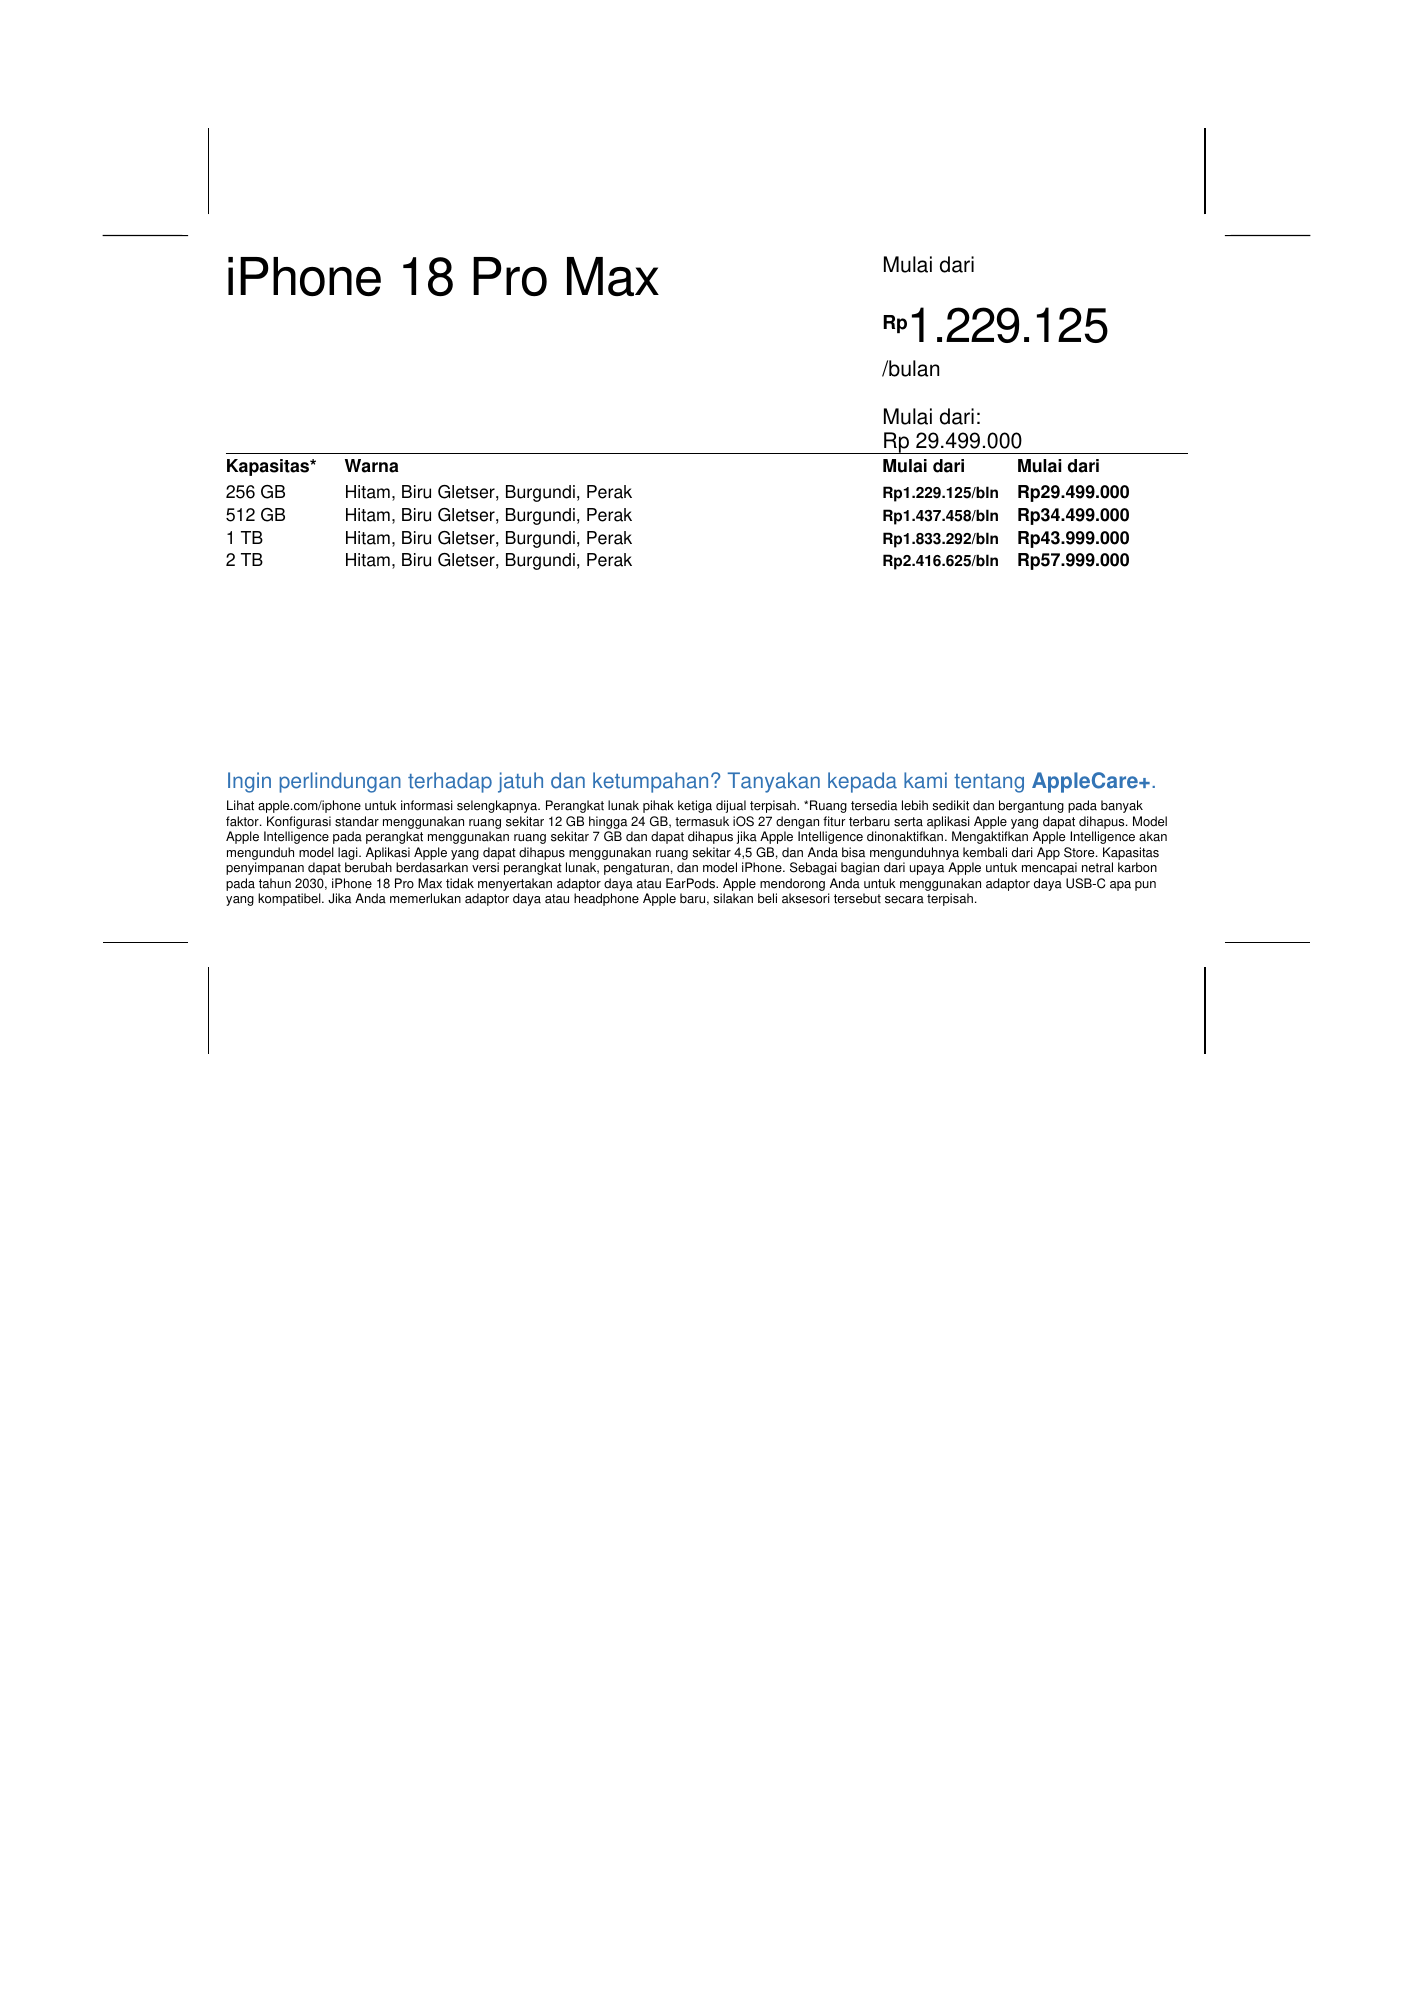 iPhone 18 Pro Max
Mulai dari
Rp1.229.125
/bulan
Mulai dari:
Rp 29.499.000
Kapasitas* Warna Mulai dari Mulai dari
256 GB Hitam, Biru Gletser, Burgundi, Perak Rp1.229.125/bln Rp29.499.000
512 GB Hitam, Biru Gletser, Burgundi, Perak Rp1.437.458/bln Rp34.499.000
1 TB Hitam, Biru Gletser, Burgundi, Perak Rp1.833.292/bln Rp43.999.000
2 TB Hitam, Biru Gletser, Burgundi, Perak Rp2.416.625/bln Rp57.999.000
Ingin perlindungan terhadap jatuh dan ketumpahan? Tanyakan kepada kami tentang AppleCare+.
Lihat apple.com/iphone untuk informasi selengkapnya. Perangkat lunak pihak ketiga dijual terpisah. *Ruang tersedia lebih sedikit dan bergantung pada banyak
faktor. Konfigurasi standar menggunakan ruang sekitar 12 GB hingga 24 GB, termasuk iOS 27 dengan fitur terbaru serta aplikasi Apple yang dapat dihapus. Model
Apple Intelligence pada perangkat menggunakan ruang sekitar 7 GB dan dapat dihapus jika Apple Intelligence dinonaktifkan. Mengaktifkan Apple Intelligence akan
mengunduh model lagi. Aplikasi Apple yang dapat dihapus menggunakan ruang sekitar 4,5 GB, dan Anda bisa mengunduhnya kembali dari App Store. Kapasitas
penyimpanan dapat berubah berdasarkan versi perangkat lunak, pengaturan, dan model iPhone. Sebagai bagian dari upaya Apple untuk mencapai netral karbon
pada tahun 2030, iPhone 18 Pro Max tidak menyertakan adaptor daya atau EarPods. Apple mendorong Anda untuk menggunakan adaptor daya USB-C apa pun
yang kompatibel. Jika Anda memerlukan adaptor daya atau headphone Apple baru, silakan beli aksesori tersebut secara terpisah.